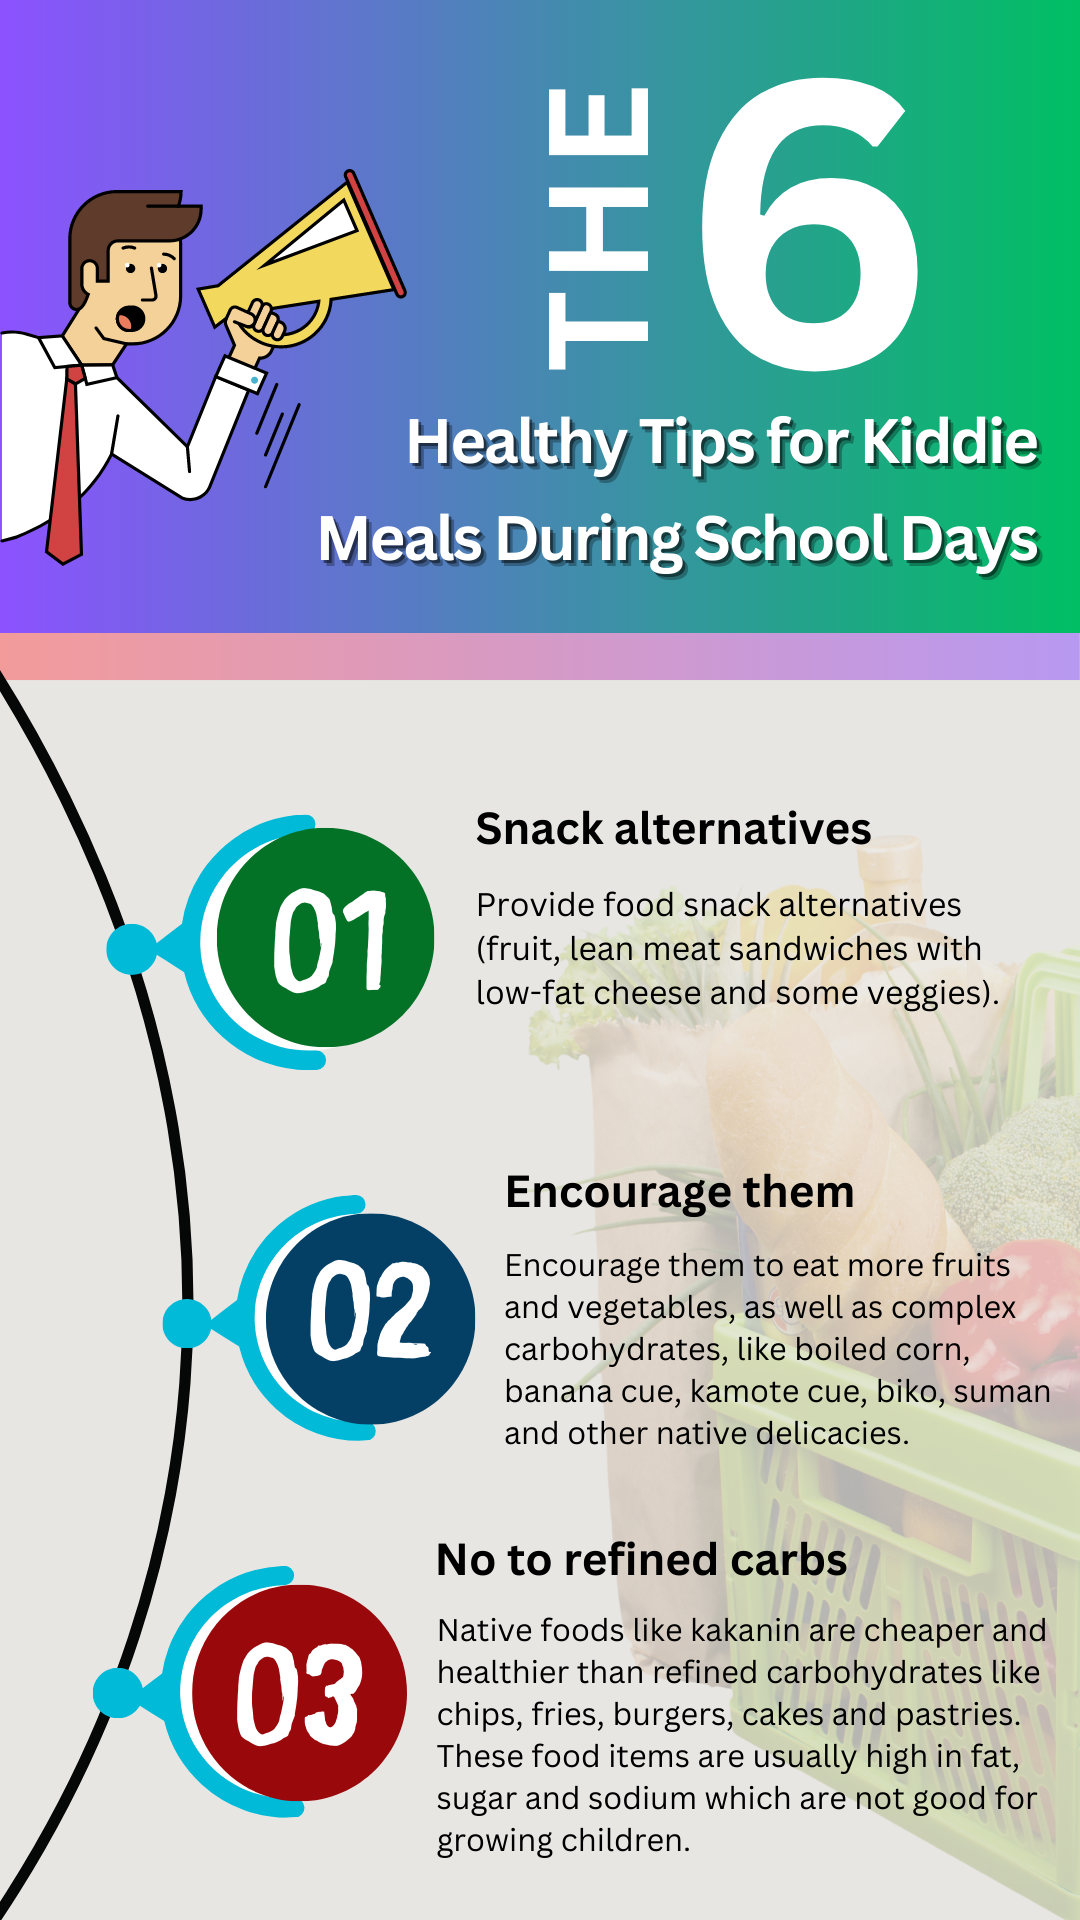 THE 6
Healthy Tips for Kiddie
Meals During School Days
01
Snack alternatives
Provide food snack alternatives
(fruit, lean meat sandwiches with
low-fat cheese and some veggies).
02
Encourage them
Encourage them to eat more fruits
and vegetables, as well as complex
carbohydrates, like boiled corn,
banana cue, kamote cue, biko, suman
and other native delicacies.
03
No to refined carbs
Native foods like kakanin are cheaper and
healthier than refined carbohydrates like
chips, fries, burgers, cakes and pastries.
These food items are usually high in fat,
sugar and sodium which are not good for
growing children.